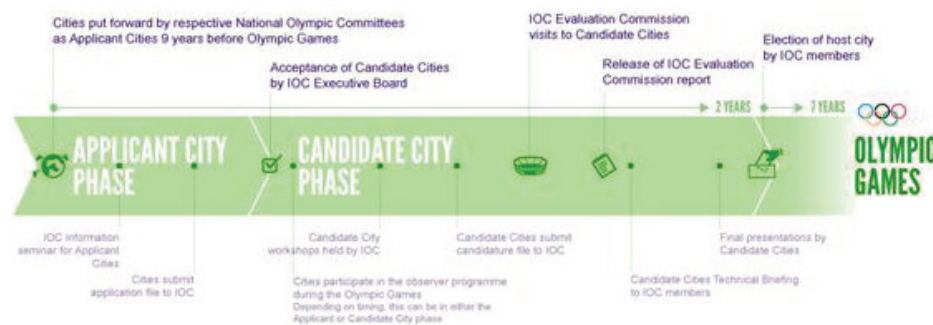 Cities put forward by respective National Olympic Committees
as Applicant Cities 9 years before Olympic Games
Acceptance of Candidate Cities
by IOC Executive Board
IOC Evaluation Commission
visits to Candidate Cities
Release of IOC Evaluation
Commission report
Election of host city
by IOC members
2 YEARS
7 YEARS
APPLICANT CITY
PHASE
CANDIDATE CITY
PHASE
OLYMPIC
GAMES
IOC information
seminar for Applicant
Cities
Cities submit
application file to IOC
Candidate City
workshops held by IOC
Cities participate in the observer programme
during the Olympic Games
Depending on timing, this can be in either the
Applicant or Candidate City phase
Candidate Cities submit
candidature file to IOC
Candidate Cities Technical Briefing
to IOC members
Final presentations by
Candidate Cities